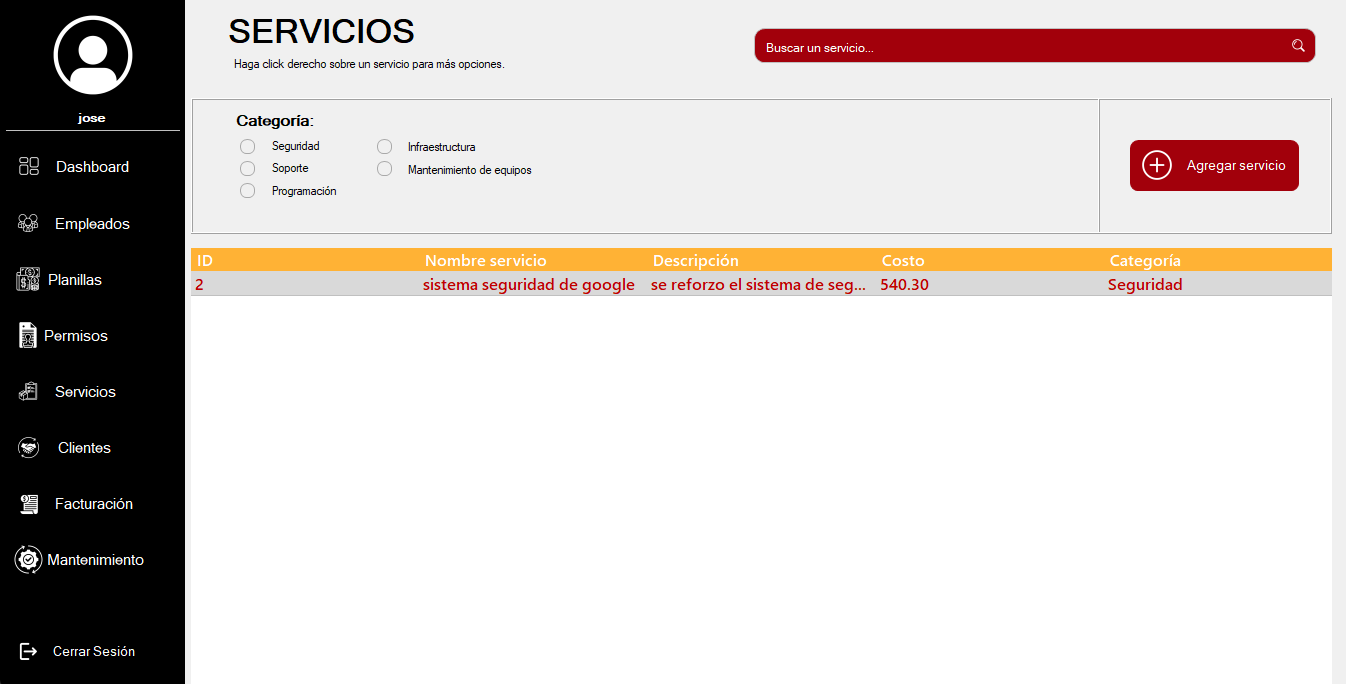 jose
Dashboard
Empleados
Planillas
Permisos
Servicios
Clientes
Facturación
Mantenimiento
Cerrar Sesión
SERVICIOS
Haga click derecho sobre un servicio para más opciones.
Buscar un servicio...
Categoría:
Seguridad
Infraestructura
Soporte
Mantenimiento de equipos
Programación
Agregar servicio
ID Nombre servicio Descripción Costo Categoría
2 sistema seguridad de google se reforzo el sistema de seg... 540.30 Seguridad